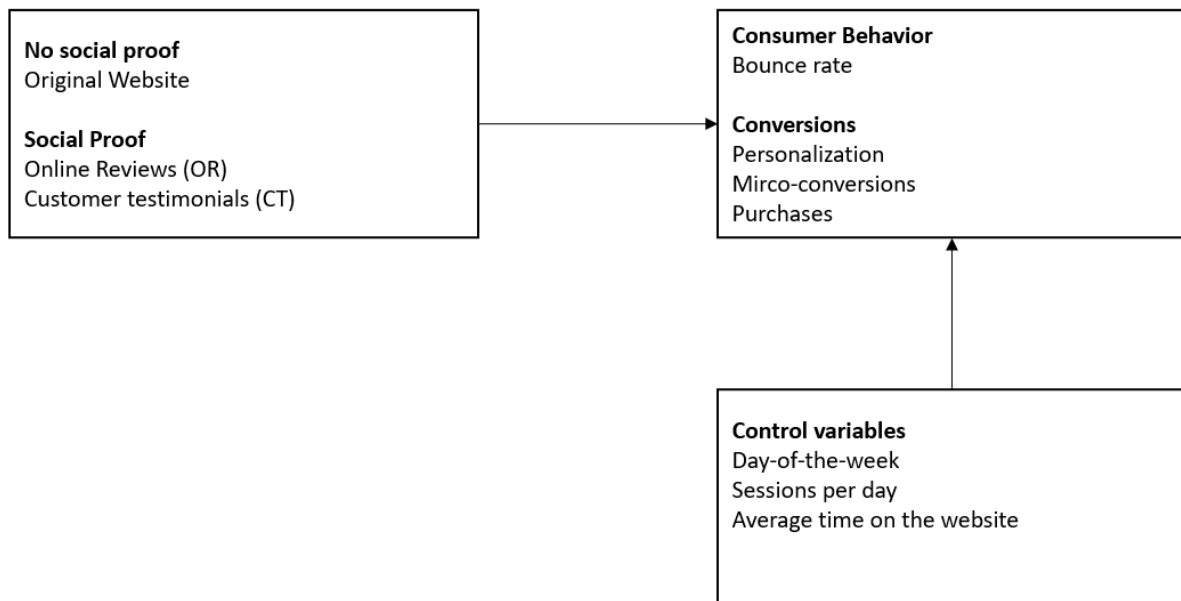 No social proof
Original Website
Social Proof
Online Reviews (OR)
Customer testimonials (CT)
Consumer Behavior
Bounce rate
Conversions
Personalization
Mirco-conversions
Purchases
Control variables
Day-of-the-week
Sessions per day
Average time on the website